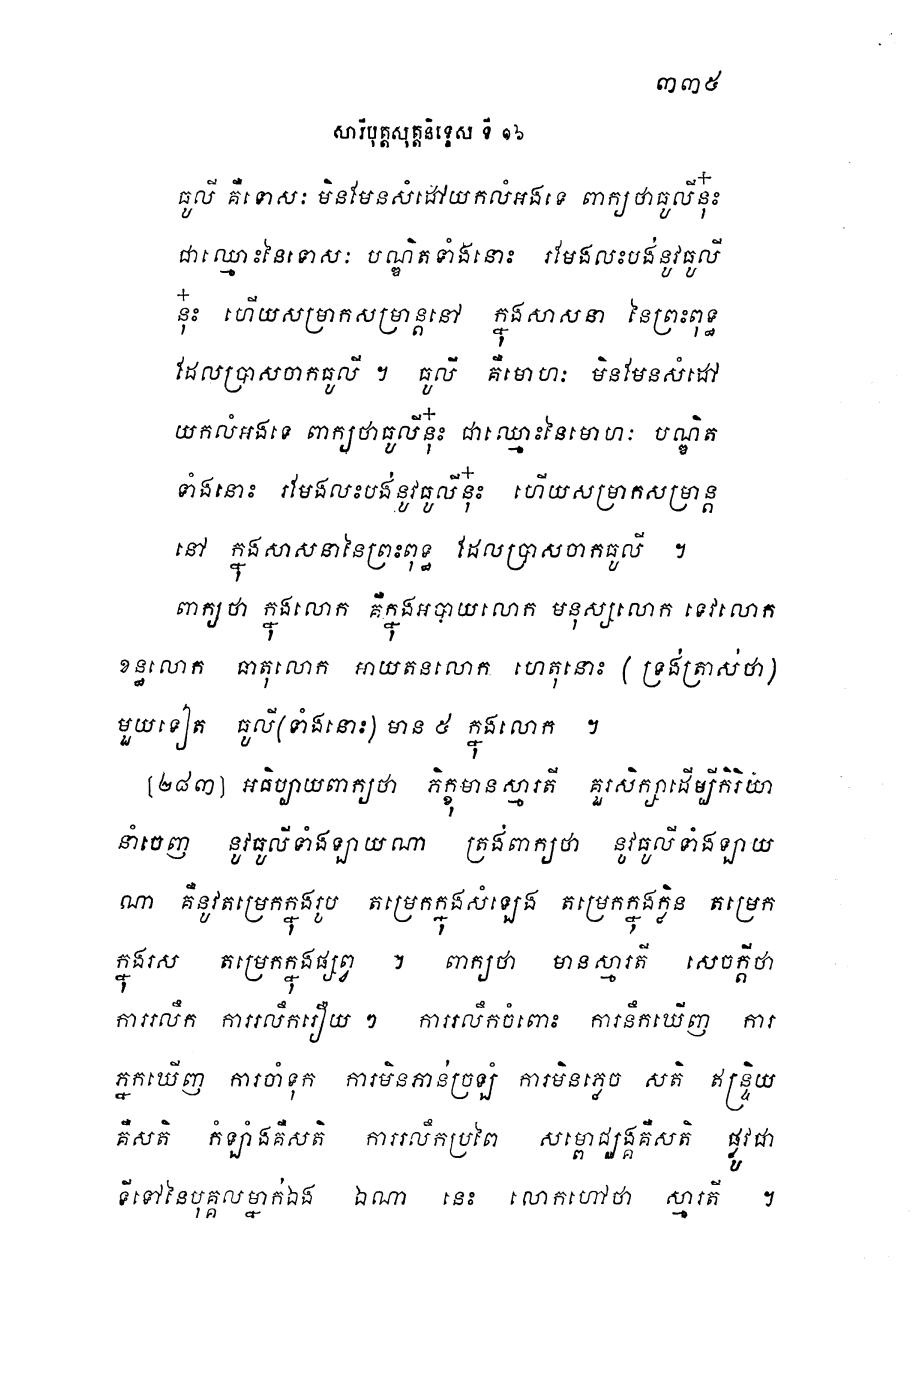 ៣៣៥
សារីបុត្តសុត្តនិទ្ទេស ទី ១៦
ធូលី គឺទោសៈ មិនមែនសំដៅយកលំអងទេ ពាក្យថាធូលីនុ៎ះ
ជាឈ្មោះនៃទោសៈ បណ្ឌិតទាំងនោះ រមែងលះបង់នូវធូលី
នុ៎ះ ហើយសម្រាកសម្រាន្តនៅ ក្នុងសាសនា នៃព្រះពុទ្ធ
ដែលប្រាសចាកធូលី ។ ធូលី គឺមោហៈ មិនមែនសំដៅ
យកលំអងទេ ពាក្យថាធូលីនុ៎ះ ជាឈ្មោះនៃមោហៈ បណ្ឌិត
ទាំងនោះ រមែងលះបង់នូវធូលីនុ៎ះ ហើយសម្រាកសម្រាន្ត
នៅ ក្នុងសាសនានៃព្រះពុទ្ធ ដែលប្រាសចាកធូលី ។
ពាក្យថា ក្នុងលោក គឺក្នុងអបាយលោក មនុស្សលោក ទេវលោក
ខន្ធលោក ធាតុលោក អាយតនលោក ហេតុនោះ (ទ្រង់ត្រាស់ថា)
មួយទៀត ធូលី(ទាំងនោះ) មាន ៥ ក្នុងលោក ។
[២៨៣] អធិប្បាយពាក្យថា ភិក្ខុមានស្មារតី គួរសិក្សាដើម្បីកិរិយា
នាំចេញ នូវធូលីទាំងឡាយណា ត្រង់ពាក្យថា នូវធូលីទាំងឡាយ
ណា គឺនូវតម្រេកក្នុងរូប តម្រេកក្នុងសំឡេង តម្រេកក្នុងក្លិន តម្រេក
ក្នុងរស តម្រេកក្នុងផ្សព្វ ។ ពាក្យថា មានស្មារតី សេចក្តីថា
ការរលឹក ការរលឹករឿយ ៗ ការរលឹកចំពោះ ការនឹកឃើញ ការ
ភ្នកឃើញ ការចាំទុក ការមិនភាន់ច្រឡំ ការមិនភ្លេច សតិ ឥន្ទ្រិយ
គឺសតិ កំឡាំងគឺសតិ ការរលឹកប្រពៃ សម្ពោជ្ឈង្គគឺសតិ ផ្លូវជា
ទីទៅនៃបុគ្គលម្នាក់ឯង ឯណា នេះ លោកហៅថា ស្មារតី ។